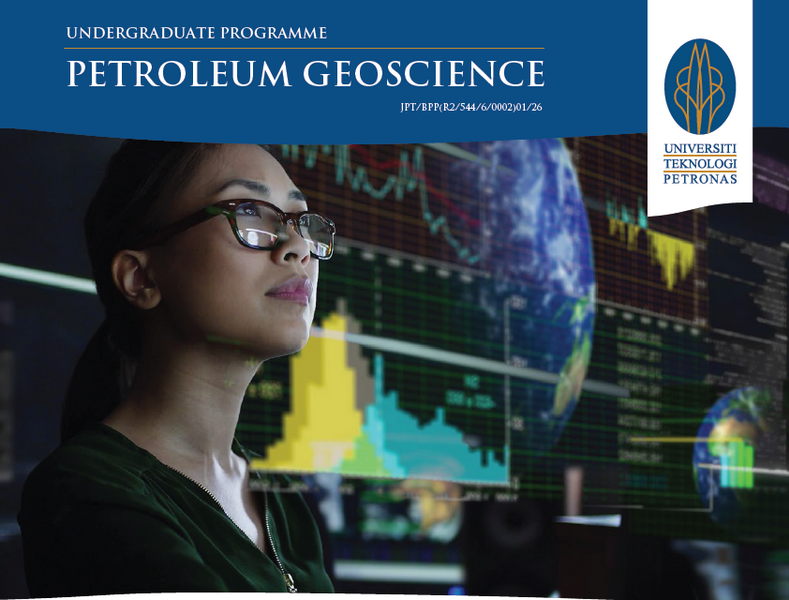 UNDERGRADUATE PROGRAMME
PETROLEUM GEOSCIENCE
JPT/BPP(R2/544/6/0002)01/26
UNIVERSITI
TEKNOLOGI
PETRONAS